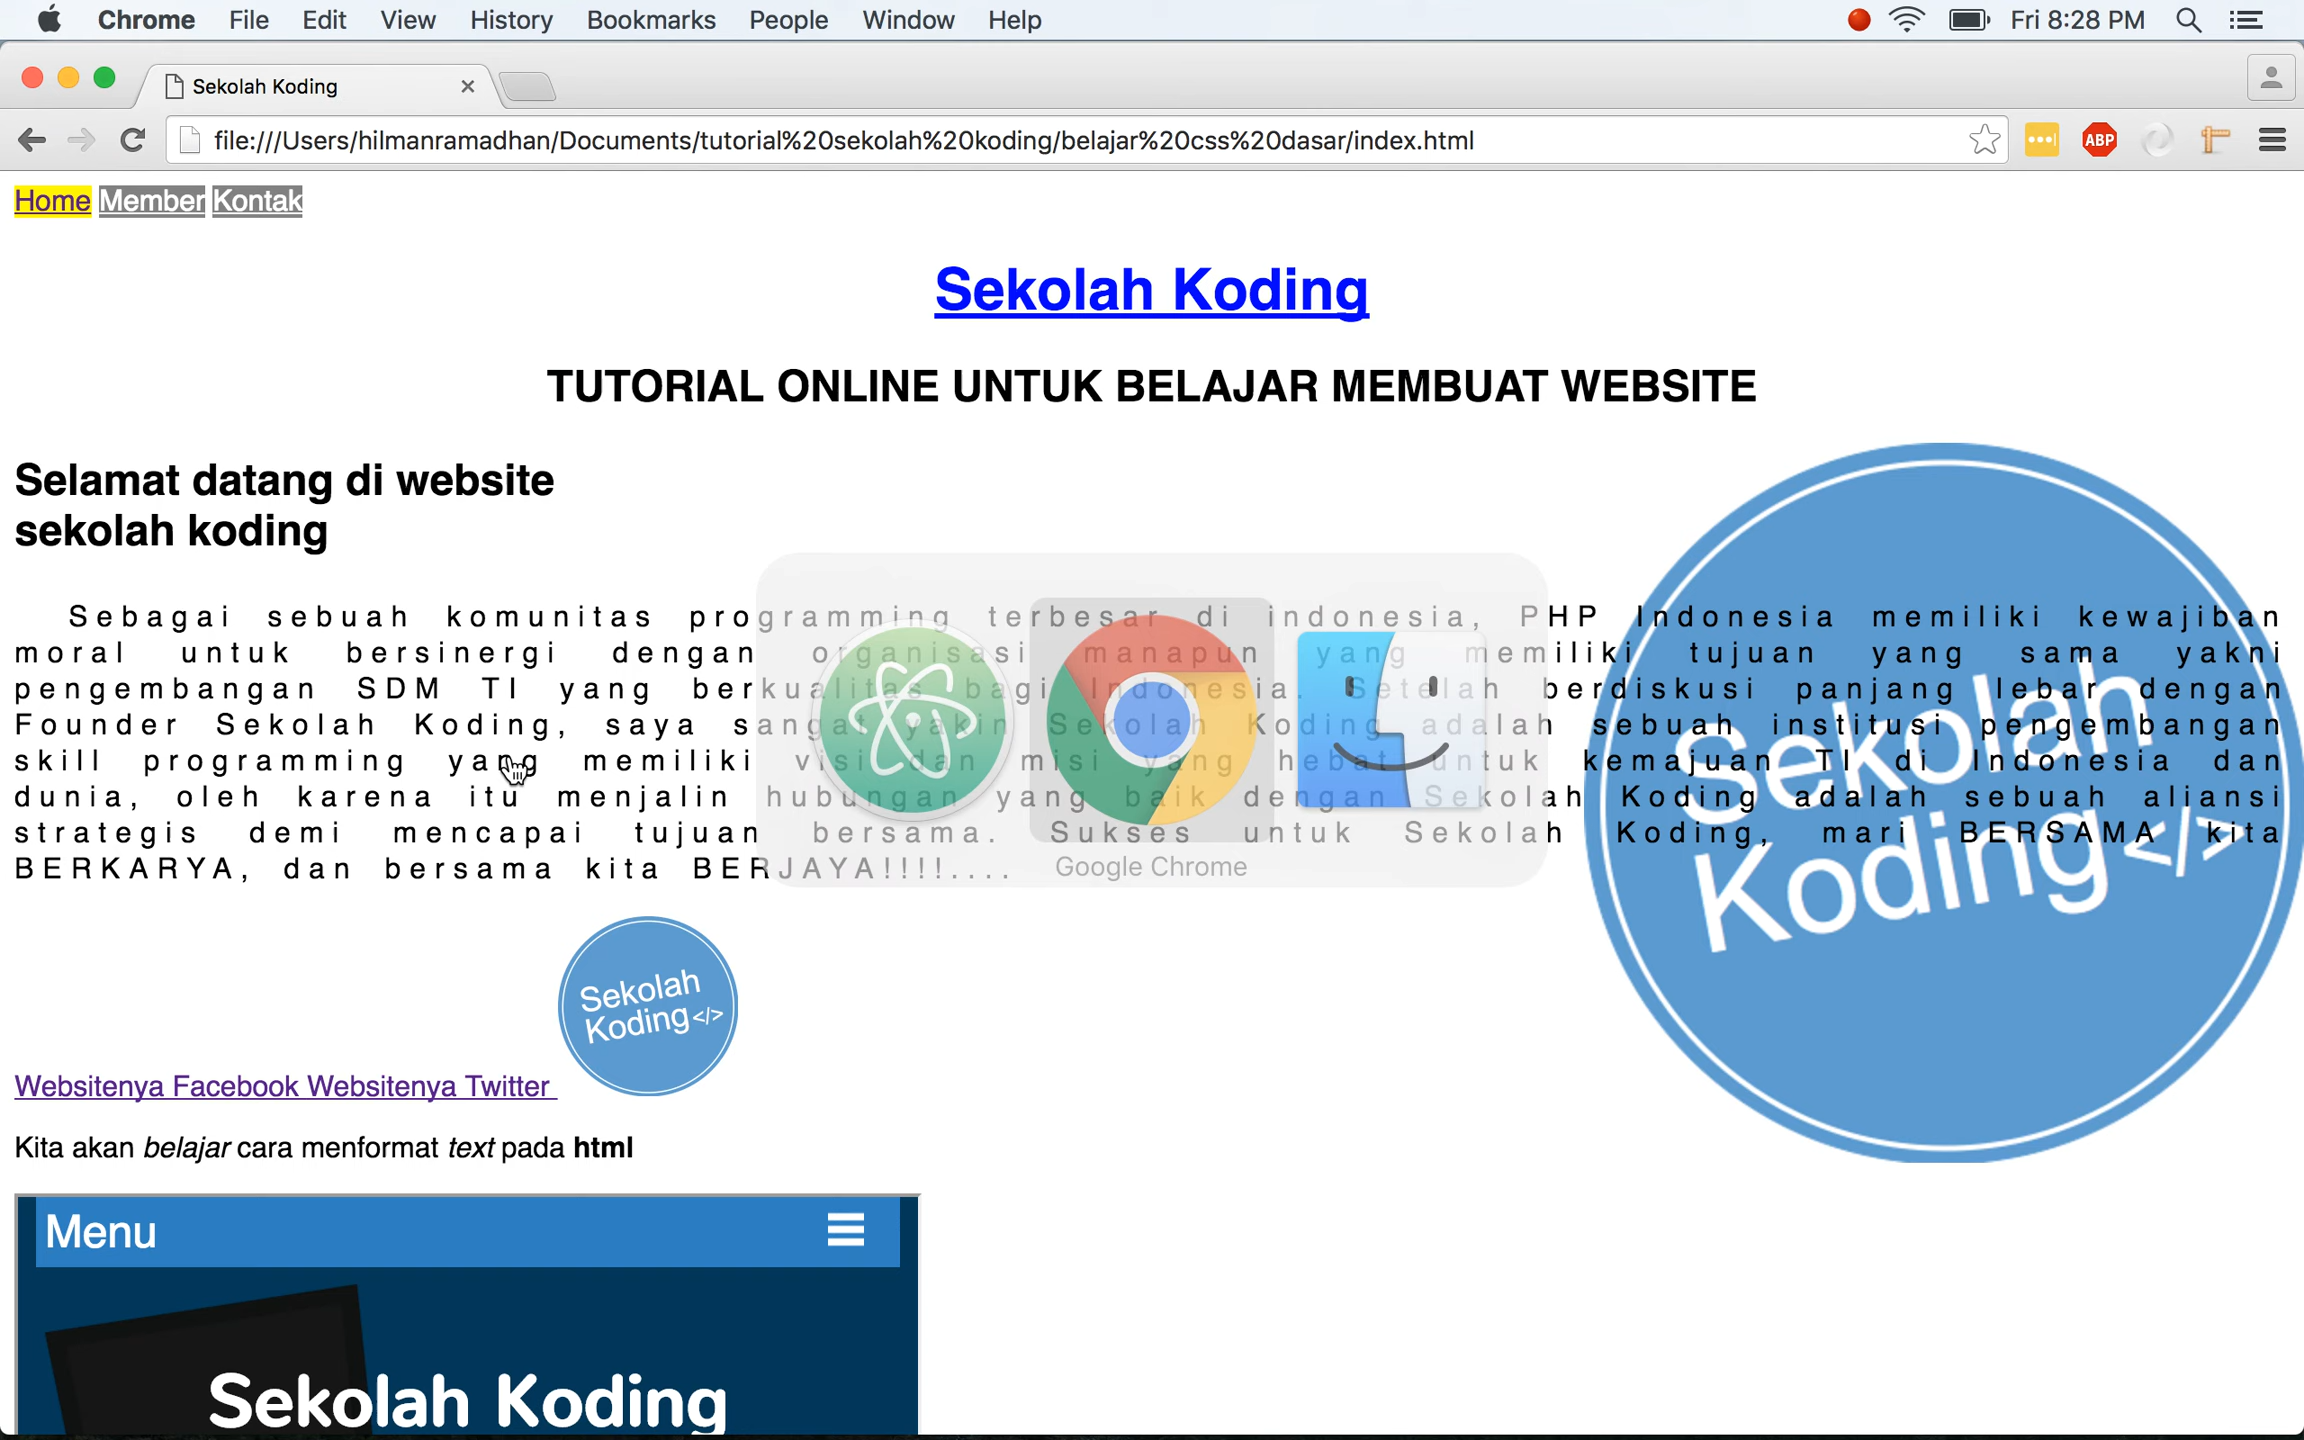 Chrome File Edit View History Bookmarks People Window Help Fri 8:28 PM
Sekolah Koding
file:///Users/hilmanramadhan/Documents/tutorial%20sekolah%20koding/belajar%20css%20dasar/index.html
ABP
Home Member Kontak
Sekolah Koding
TUTORIAL ONLINE UNTUK BELAJAR MEMBUAT WEBSITE
Selamat datang di website
sekolah koding
Sebagai sebuah komunitas programming terbesar di indonesia, PHP Indonesia memiliki kewajiban
moral untuk bersinergi dengan organisasi manapun yang memiliki tujuan yang sama yakni
pengembangan SDM TI yang berkualitas bagi Indonesia. Setelah berdiskusi panjang lebar dengan
Founder Sekolah Koding, saya sangat yakin Sekolah Koding adalah sebuah institusi pengembangan
skill programming yang memiliki visi dan misi yang hebat untuk kemajuan TI di Indonesia dan
dunia, oleh karena itu menjalin hubungan yang baik dengan Sekolah Koding adalah sebuah aliansi
strategis demi mencapai tujuan bersama. Sukses untuk Sekolah Koding, mari BERSAMA kita
BERKARYA, dan bersama kita BERJAYA!!!!....
Google Chrome
Sekolah
Koding </>
Sekolah
Koding </>
Websitenya Facebook Websitenya Twitter
Kita akan belajar cara menformat text pada html
Menu
Sekolah Koding